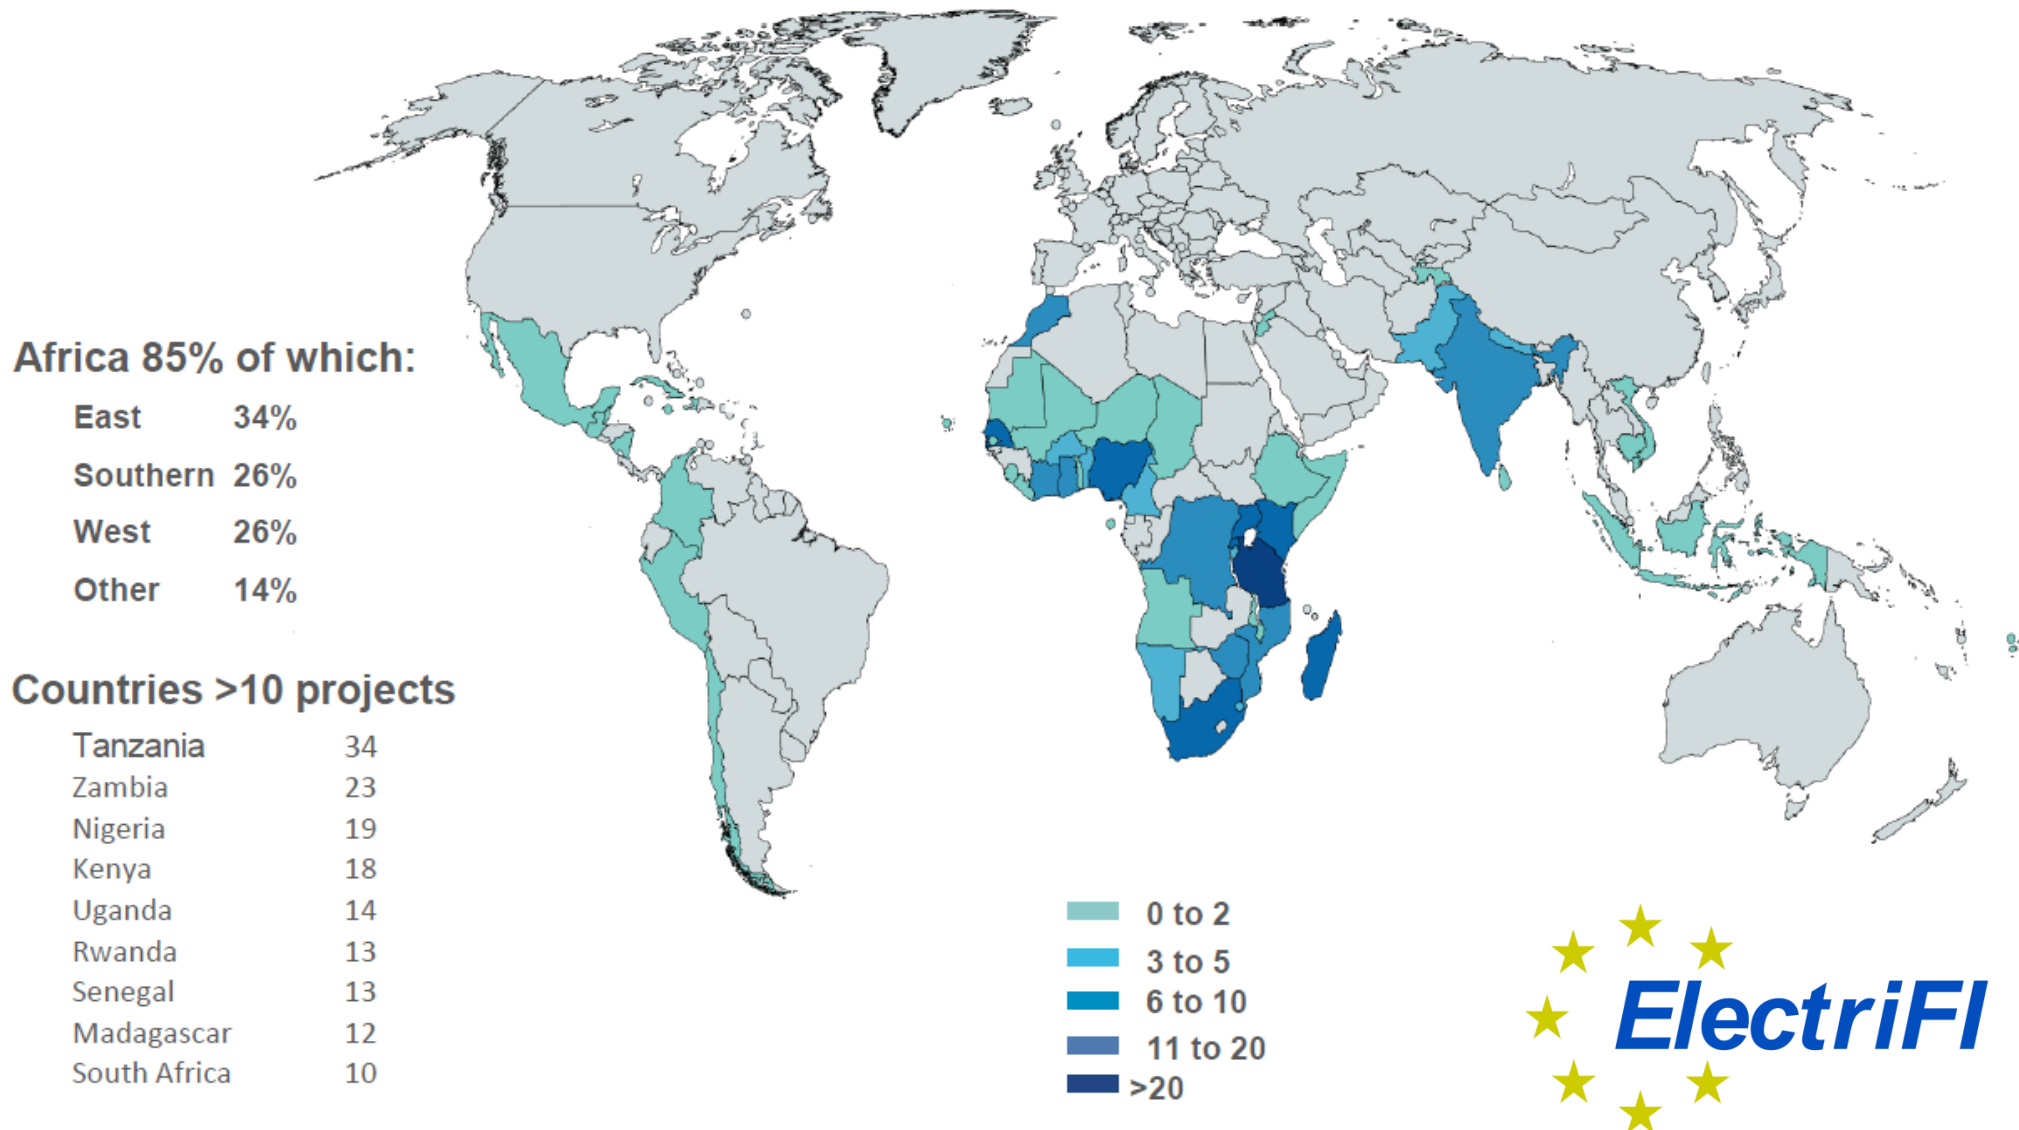 Africa 85% of which:
East 34%
Southern 26%
West 26%
Other 14%
Countries >10 projects
Tanzania 34
Zambia 23
Nigeria 19
Kenya 18
Uganda 14
Rwanda 13
Senegal 13
Madagascar 12
South Africa 10
0 to 2
3 to 5
6 to 10
11 to 20
>20
ElectriFI